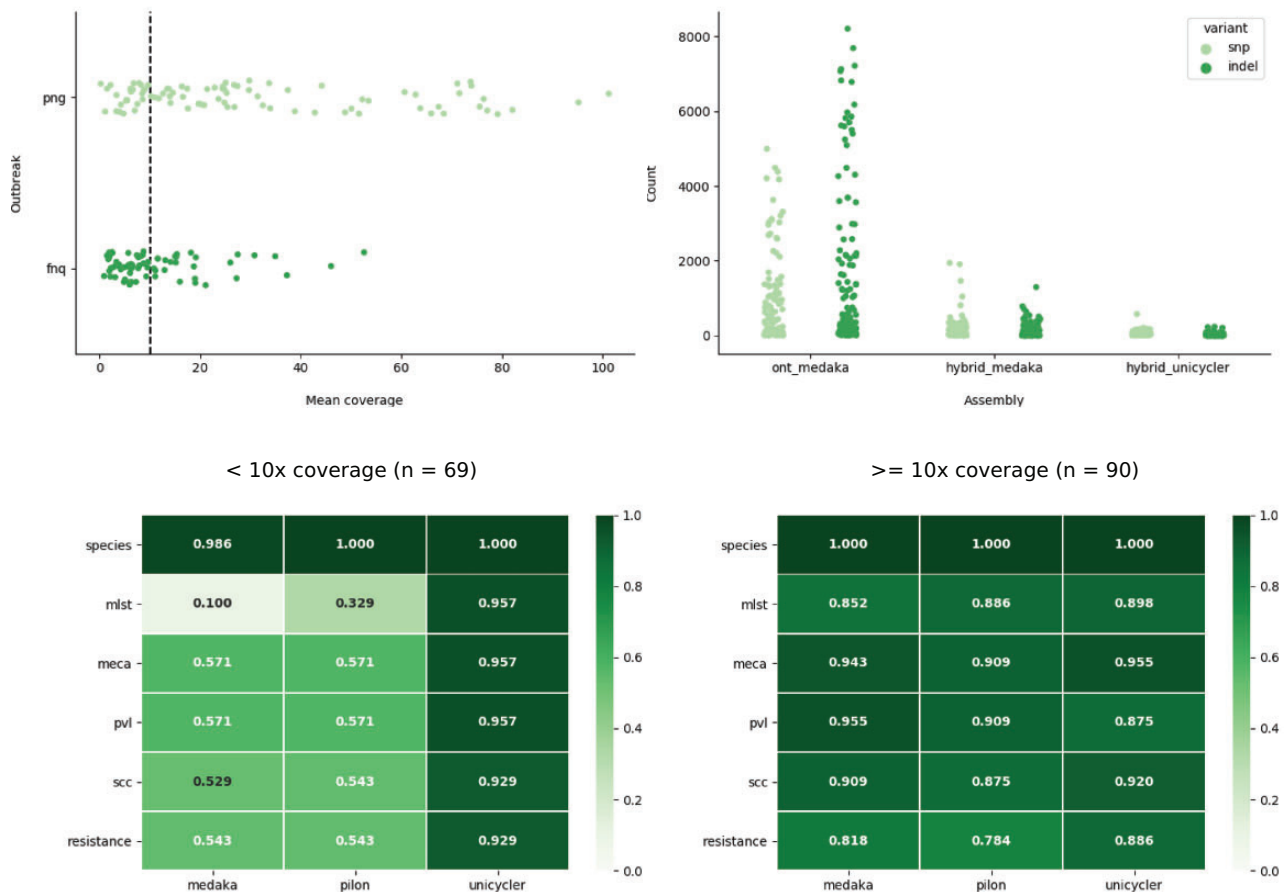 png
fnq
Outbreak
0 20 40 60 80 100
Mean coverage
8000
6000
4000
2000
0
Count
variant
snp
indel
ont_medaka hybrid_medaka hybrid_unicycler
Assembly
< 10x coverage (n = 69)
species 0.986 1.000 1.000
mlst 0.100 0.329 0.957
meca 0.571 0.571 0.957
pvl 0.571 0.571 0.957
scc 0.529 0.543 0.929
resistance 0.543 0.543 0.929
medaka pilon unicycler
1.0
0.8
0.6
0.4
0.2
0.0
>= 10x coverage (n = 90)
species 1.000 1.000 1.000
mlst 0.852 0.886 0.898
meca 0.943 0.909 0.955
pvl 0.955 0.909 0.875
scc 0.909 0.875 0.920
resistance 0.818 0.784 0.886
medaka pilon unicycler
1.0
0.8
0.6
0.4
0.2
0.0